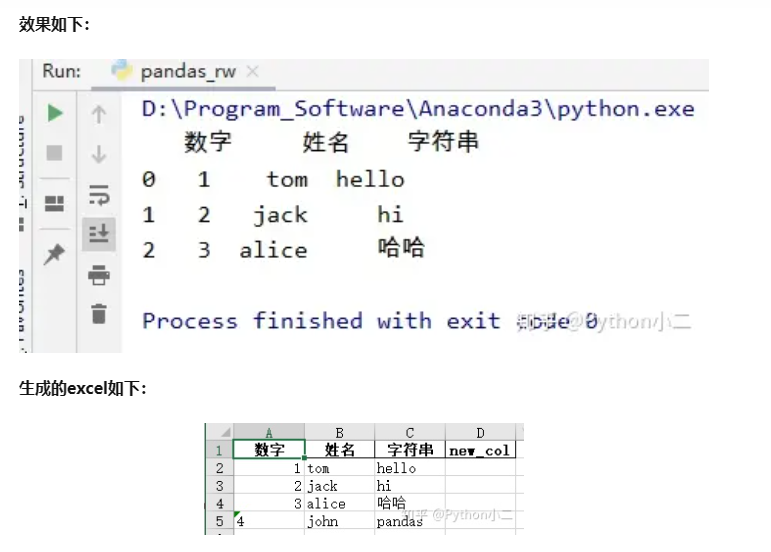 效果如下：
Run: pandas_rw
D:\Program_Software\Anaconda3\python.exe
数字 姓名 字符串
0 1 tom hello
1 2 jack hi
2 3 alice 哈哈
Process finished with exit code 0
知乎 @Python小二
Favorites
生成的excel如下：
A B C D
1 数字 姓名 字符串 new_col
2 1 tom hello
3 2 jack hi
4 3 alice 哈哈
知乎 @Python小二
5 4 john pandas